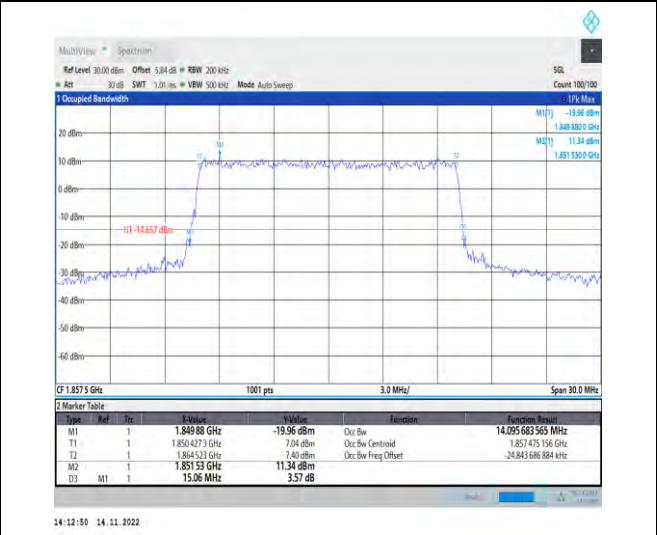 MultiView Spectrum
Ref Level 30.00 dBm Offset 5.84 dB RBW 200 kHz SGL
Att 30 dB SWT 1.01 ms VBW 500 kHz Mode Auto Sweep Count 100/100
1 Occupied Bandwidth 1Pk Max
M1[1] -19.96 dBm
1.849 880 0 GHz
20 dBm
M2[1] 11.34 dBm
1.851 530 0 GHz
M2
T1 T2
10 dBm
0 dBm
-10 dBm
H1 -14.657 dBm
M1 D3
-20 dBm
-30 dBm
-40 dBm
-50 dBm
-60 dBm
CF 1.857 5 GHz 1001 pts 3.0 MHz/ Span 30.0 MHz
2 Marker Table
Type Ref Trc X-Value Y-Value Function Function Result
M1 1 1.849 88 GHz -19.96 dBm Occ Bw 14.095 683 565 MHz
T1 1 1.850 427 3 GHz 7.04 dBm Occ Bw Centroid 1.857 475 156 GHz
T2 1 1.864 523 GHz 7.40 dBm Occ Bw Freq Offset -24.843 686 884 kHz
M2 1 1.851 53 GHz 11.34 dBm
D3 M1 1 15.06 MHz 3.57 dB
14:12:50 14.11.2022